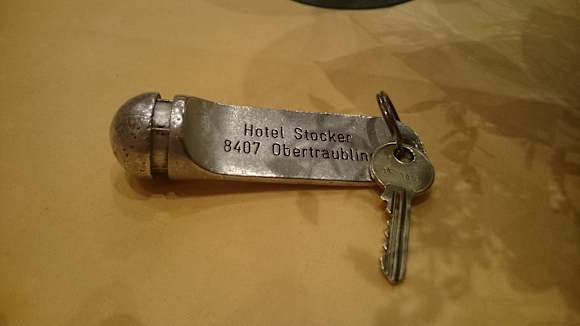 Hotel Stocker
8407 Obertraublin